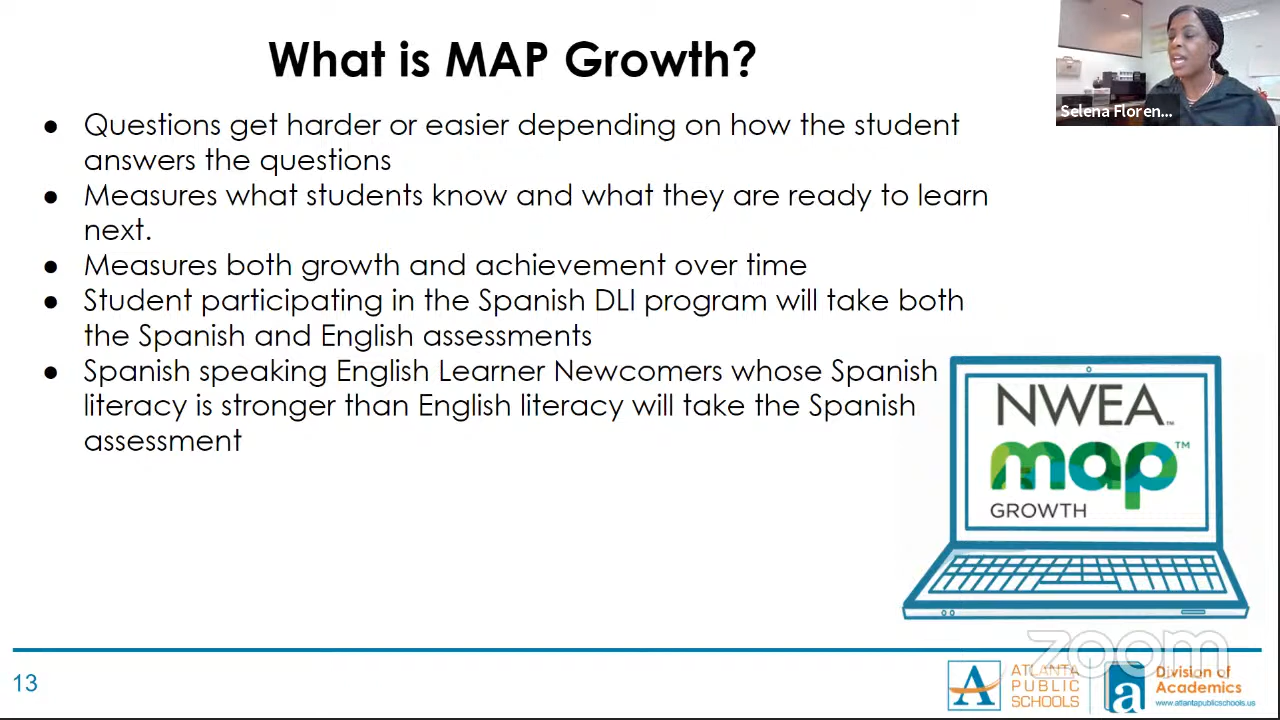 What is MAP Growth?
Selena Floren...
● Questions get harder or easier depending on how the student
answers the questions
● Measures what students know and what they are ready to learn
next.
● Measures both growth and achievement over time
● Student participating in the Spanish DLI program will take both
the Spanish and English assessments
● Spanish speaking English Learner Newcomers whose Spanish
literacy is stronger than English literacy will take the Spanish
assessment
NWEA™
map™
GROWTH
zoom
13
ATLANTA
PUBLIC
SCHOOLS
Division of
Academics
www.atlantapublicschools.us